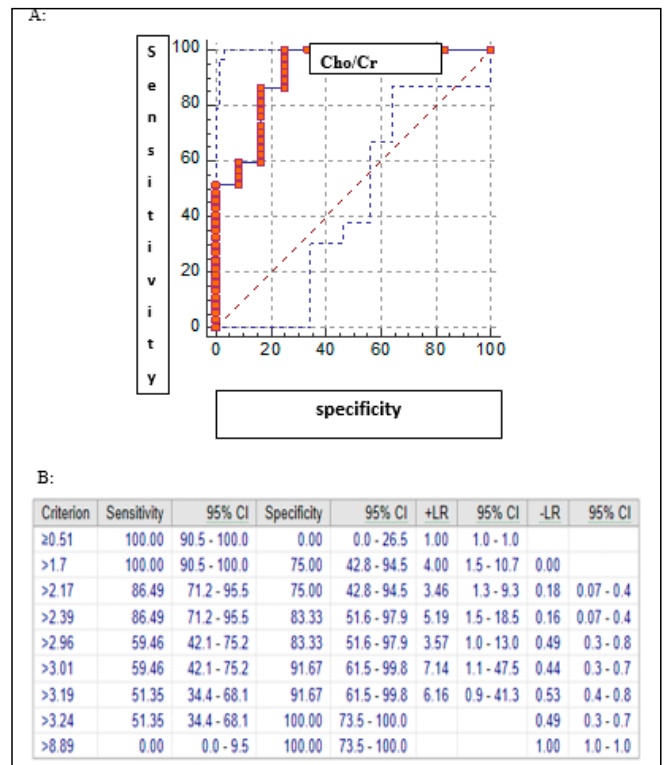 A:
Sensitivity
100
80
60
40
20
0
Cho/Cr
0 20 40 60 80 100
specificity
B:
Criterion Sensitivity 95% CI Specificity 95% CI +LR 95% CI -LR 95% CI
≥0.51 100.00 90.5 - 100.0 0.00 0.0 - 26.5 1.00 1.0 - 1.0
>1.7 100.00 90.5 - 100.0 75.00 42.8 - 94.5 4.00 1.5 - 10.7 0.00
>2.17 86.49 71.2 - 95.5 75.00 42.8 - 94.5 3.46 1.3 - 9.3 0.18 0.07 - 0.4
>2.39 86.49 71.2 - 95.5 83.33 51.6 - 97.9 5.19 1.5 - 18.5 0.16 0.07 - 0.4
>2.96 59.46 42.1 - 75.2 83.33 51.6 - 97.9 3.57 1.0 - 13.0 0.49 0.3 - 0.8
>3.01 59.46 42.1 - 75.2 91.67 61.5 - 99.8 7.14 1.1 - 47.5 0.44 0.3 - 0.7
>3.19 51.35 34.4 - 68.1 91.67 61.5 - 99.8 6.16 0.9 - 41.3 0.53 0.4 - 0.8
>3.24 51.35 34.4 - 68.1 100.00 73.5 - 100.0 0.49 0.3 - 0.7
>8.89 0.00 0.0 - 9.5 100.00 73.5 - 100.0 1.00 1.0 - 1.0